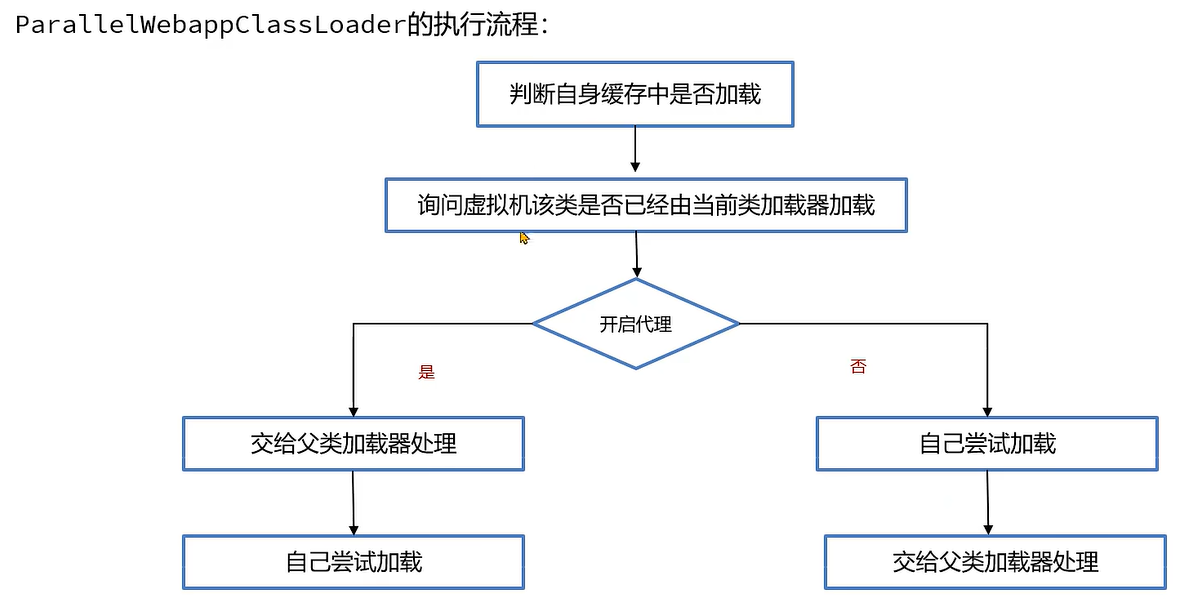 ParallelWebappClassLoader的执行流程：
判断自身缓存中是否加载
询问虚拟机该类是否已经由当前类加载器加载
开启代理
是
否
交给父类加载器处理
自己尝试加载
自己尝试加载
交给父类加载器处理